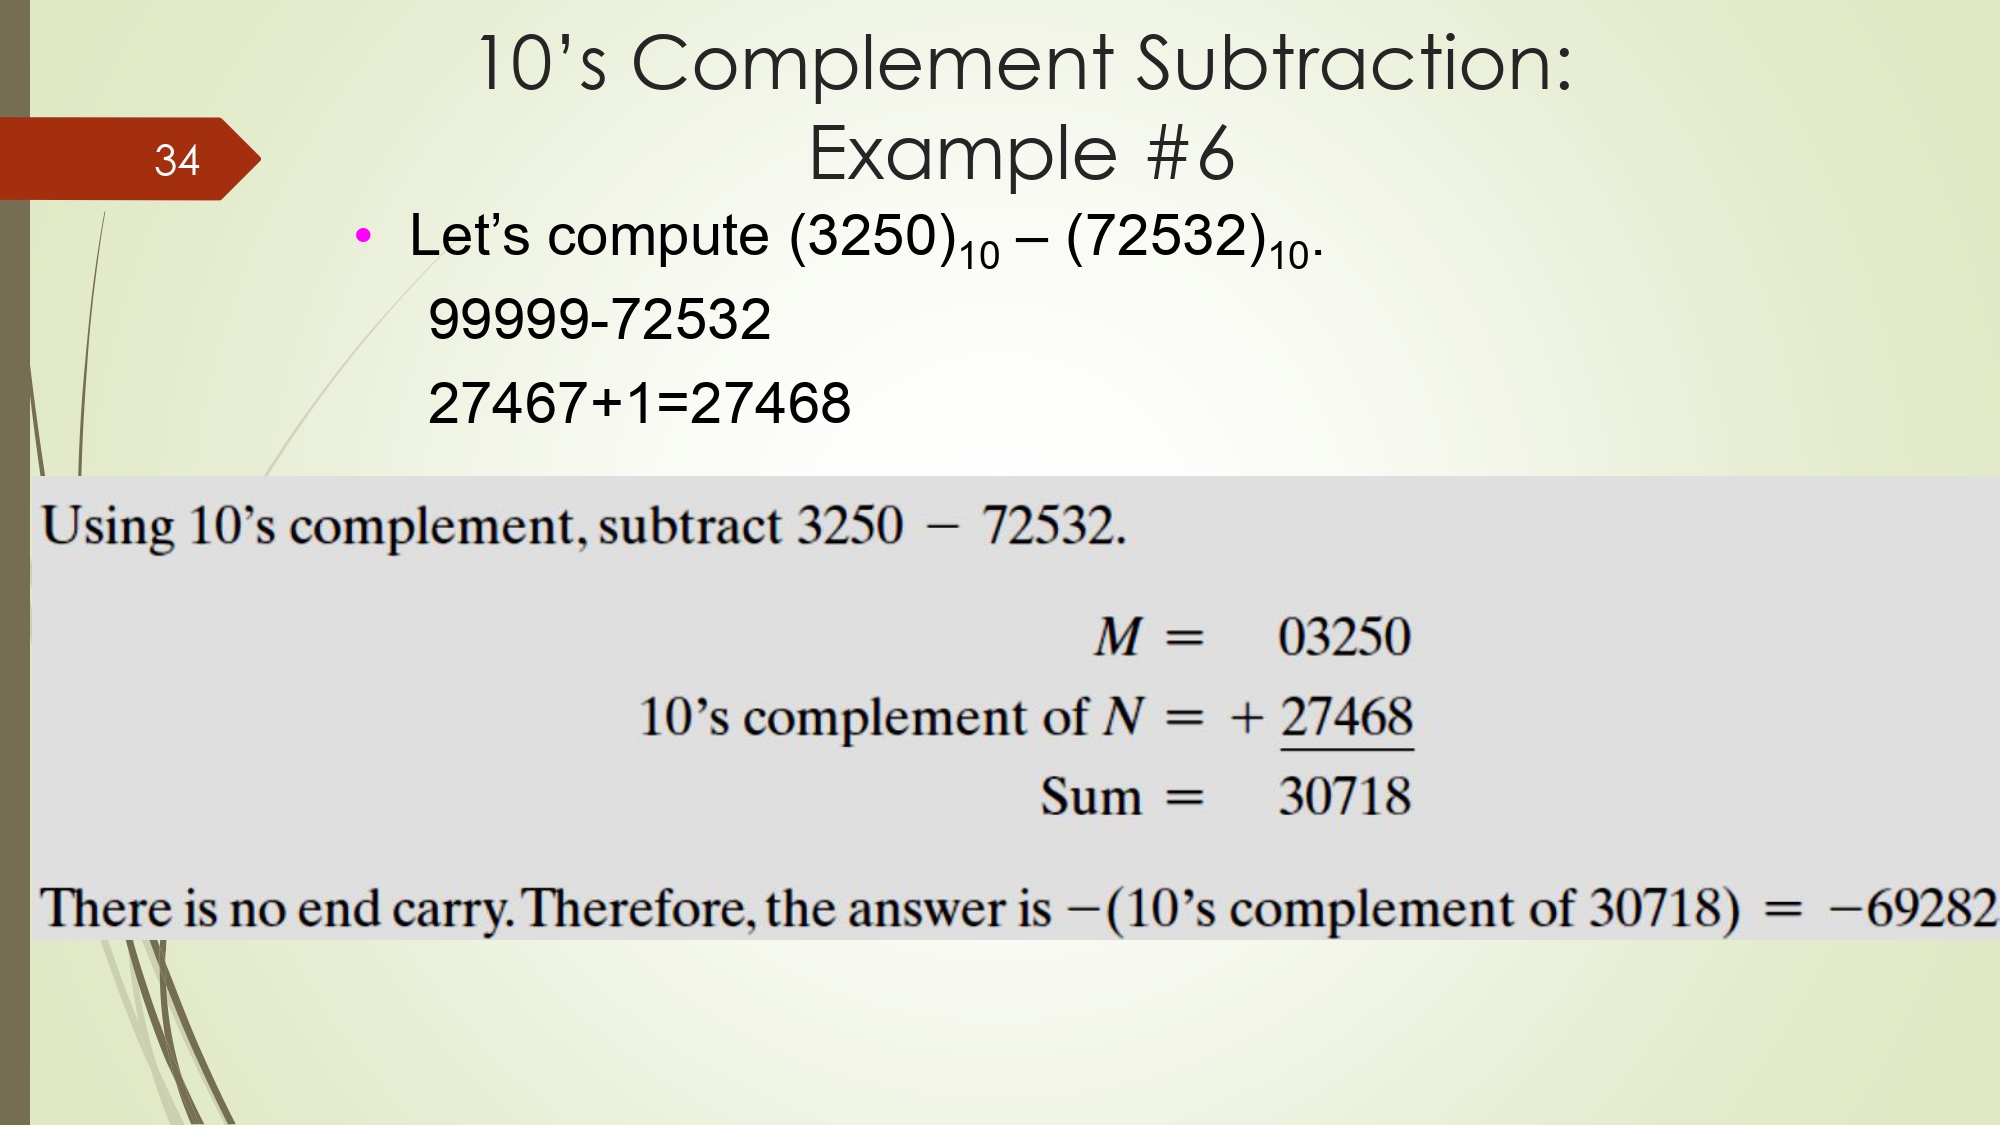 10’s Complement Subtraction:
Example #6
34
• Let’s compute (3250)₁₀ – (72532)₁₀.
99999-72532
27467+1=27468
Using 10’s complement, subtract 3250 − 72532.
M = 03250
10’s complement of N = + 27468
Sum = 30718
There is no end carry. Therefore, the answer is −(10’s complement of 30718) = −69282